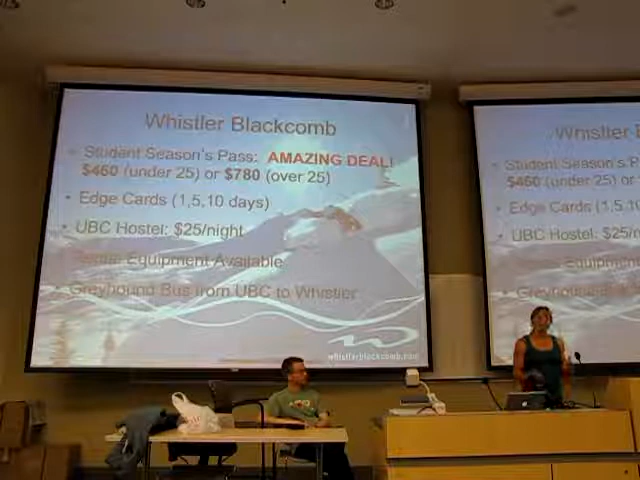 Whistler Blackcomb
• Student Season's Pass: AMAZING DEAL!
$460 (under 25) or $780 (over 25)
• Edge Cards (1,5,10 days)
• UBC Hostel: $25/night
Equipment Available
• Greyhound Bus from UBC to Whistler
whistlerblackcomb.com
Whistler B
• Student Season's P
$460 (under 25) or
• Edge Cards (1,5,10
• UBC Hostel: $25/n
Equipmen
• Greyhound